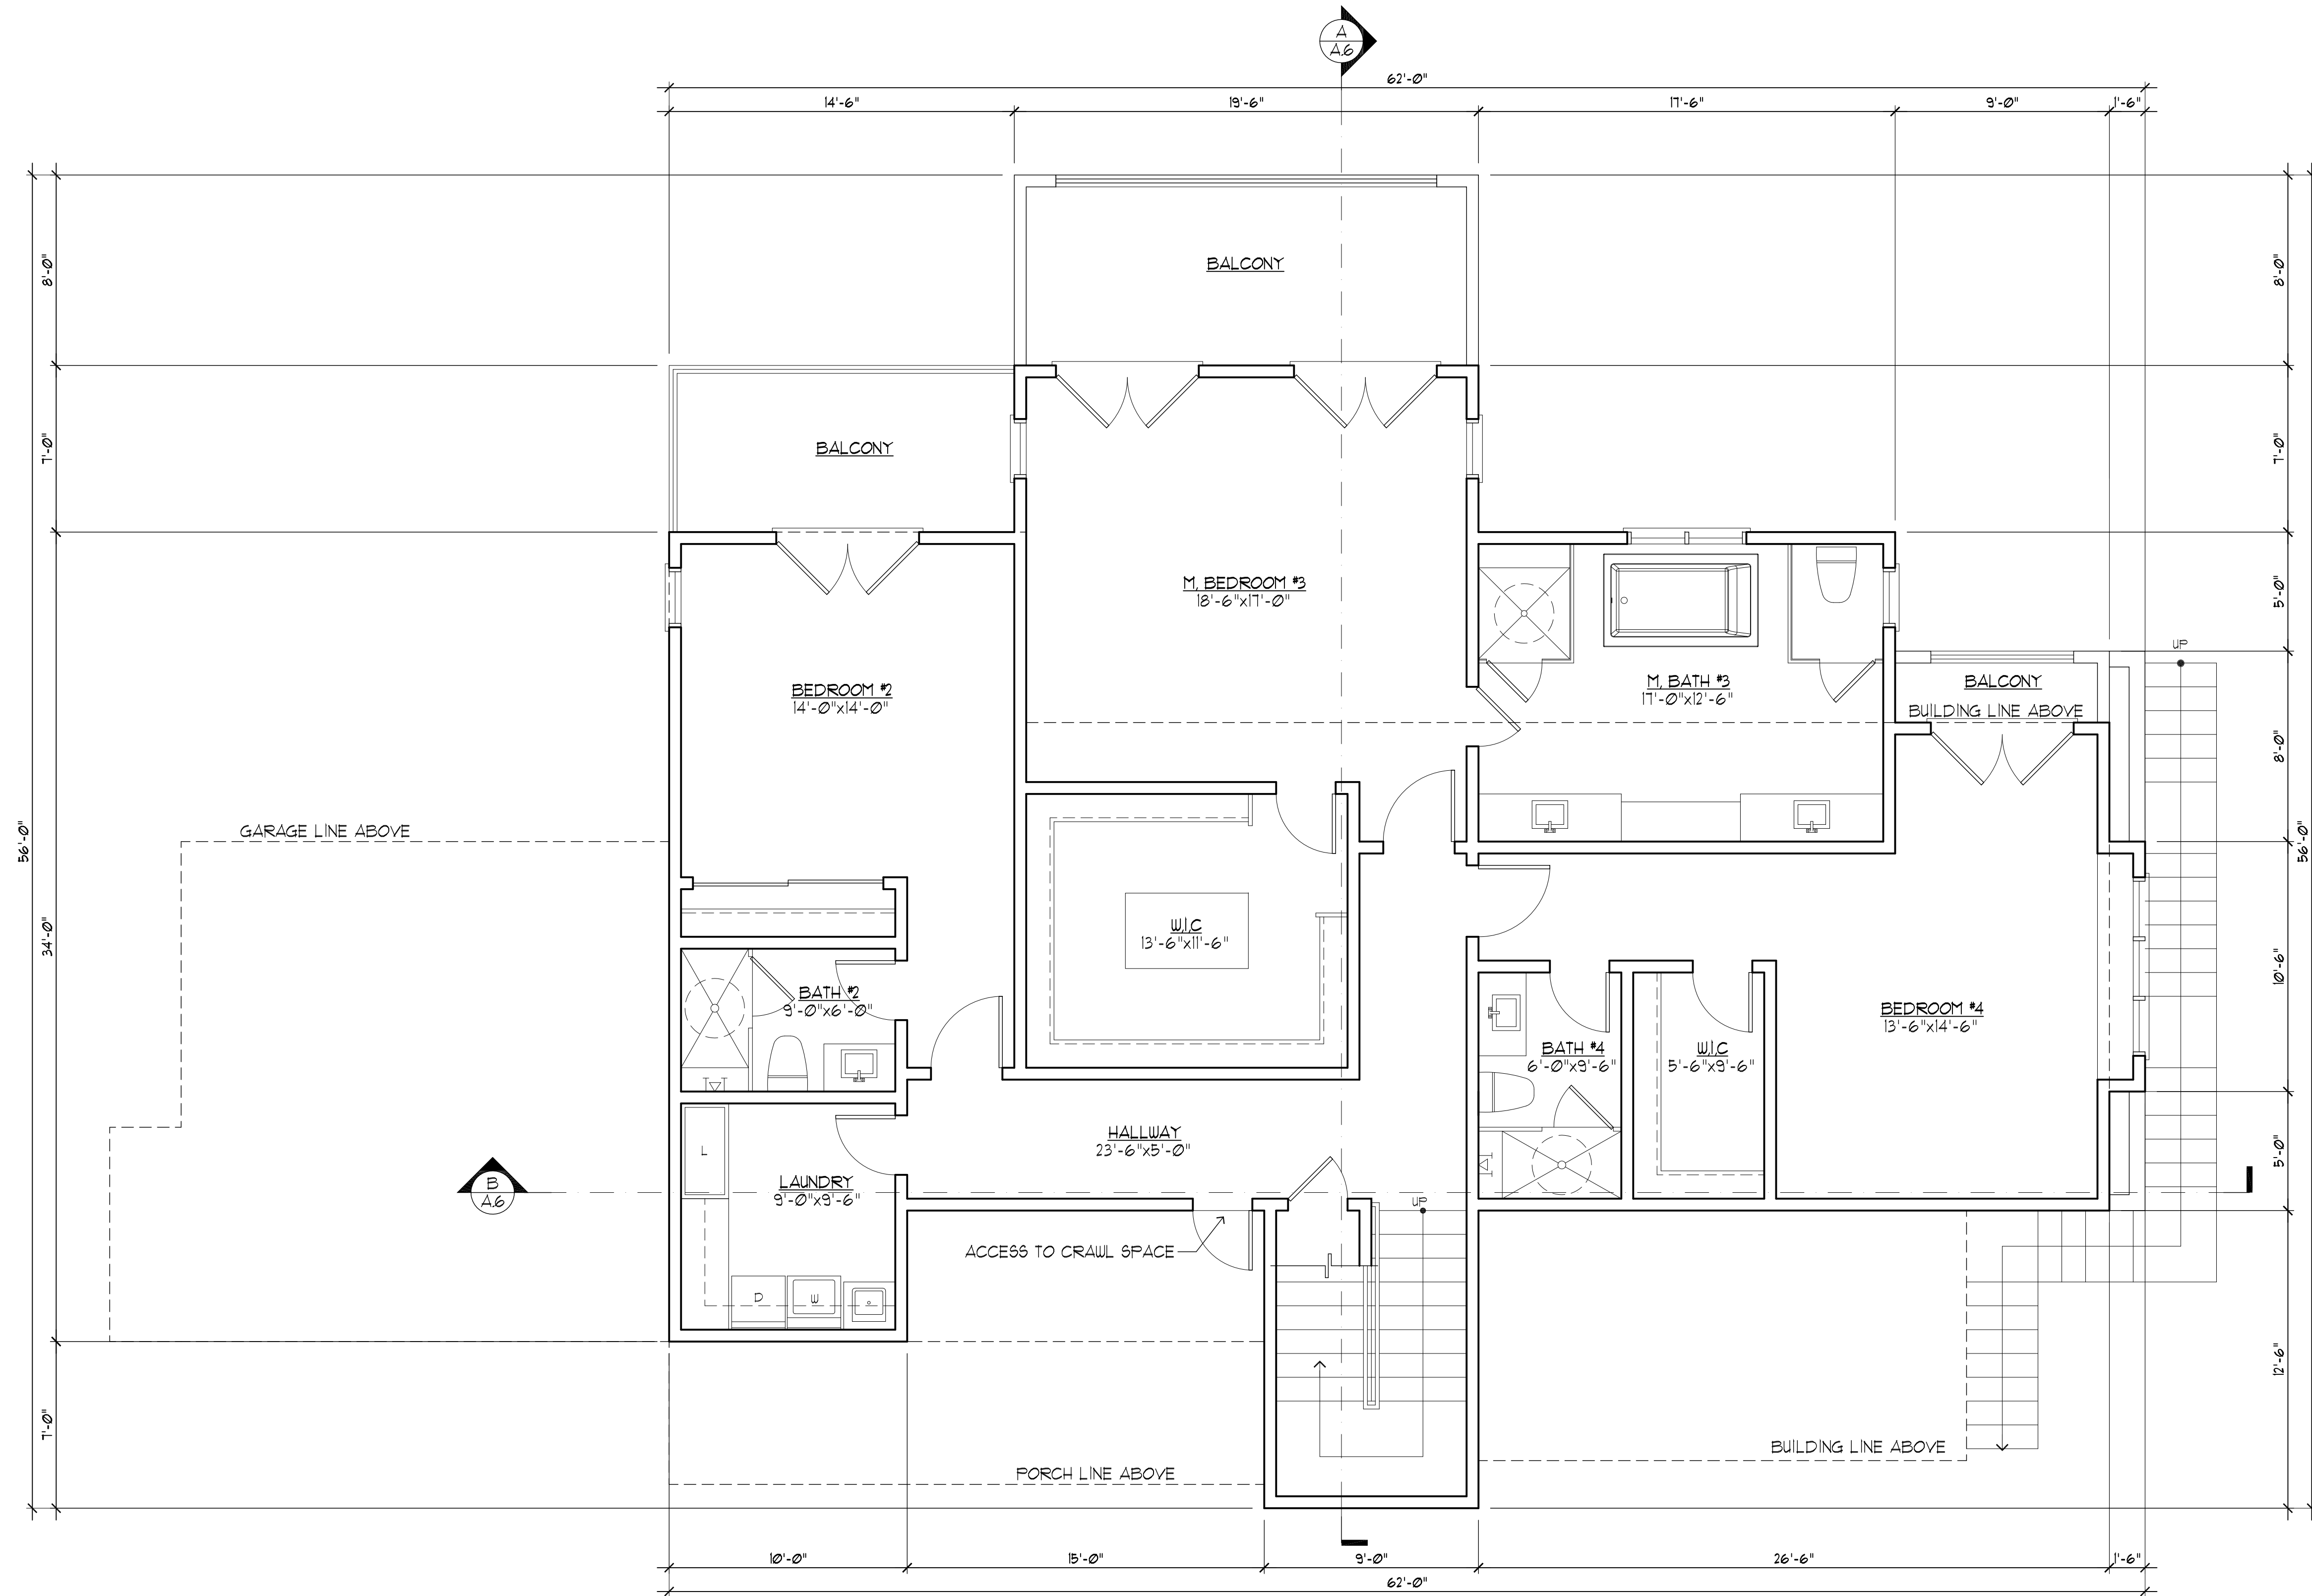 A
A.6
62'-0"
14'-6"
19'-6"
17'-6"
9'-0"
1'-6"
8'-0"
7'-0"
34'-0"
7'-0"
56'-0"
BALCONY
BALCONY
M. BEDROOM #3
18'-6"x17'-0"
BEDROOM #2
14'-0"x14'-0"
M. BATH #3
17'-0"x12'-6"
UP
BALCONY
BUILDING LINE ABOVE
GARAGE LINE ABOVE
W.I.C
13'-6"x11'-6"
BATH #2
9'-0"x6'-0"
BEDROOM #4
13'-6"x14'-6"
BATH #4
6'-0"x9'-6"
W.I.C
5'-6"x9'-6"
HALLWAY
23'-6"x5'-0"
L
LAUNDRY
9'-0"x9'-6"
B
A.6
UP
ACCESS TO CRAWL SPACE
D
W
PORCH LINE ABOVE
BUILDING LINE ABOVE
8'-0"
7'-0"
5'-0"
8'-0"
10'-6"
5'-0"
12'-6"
56'-0"
10'-0"
15'-0"
9'-0"
26'-6"
1'-6"
62'-0"